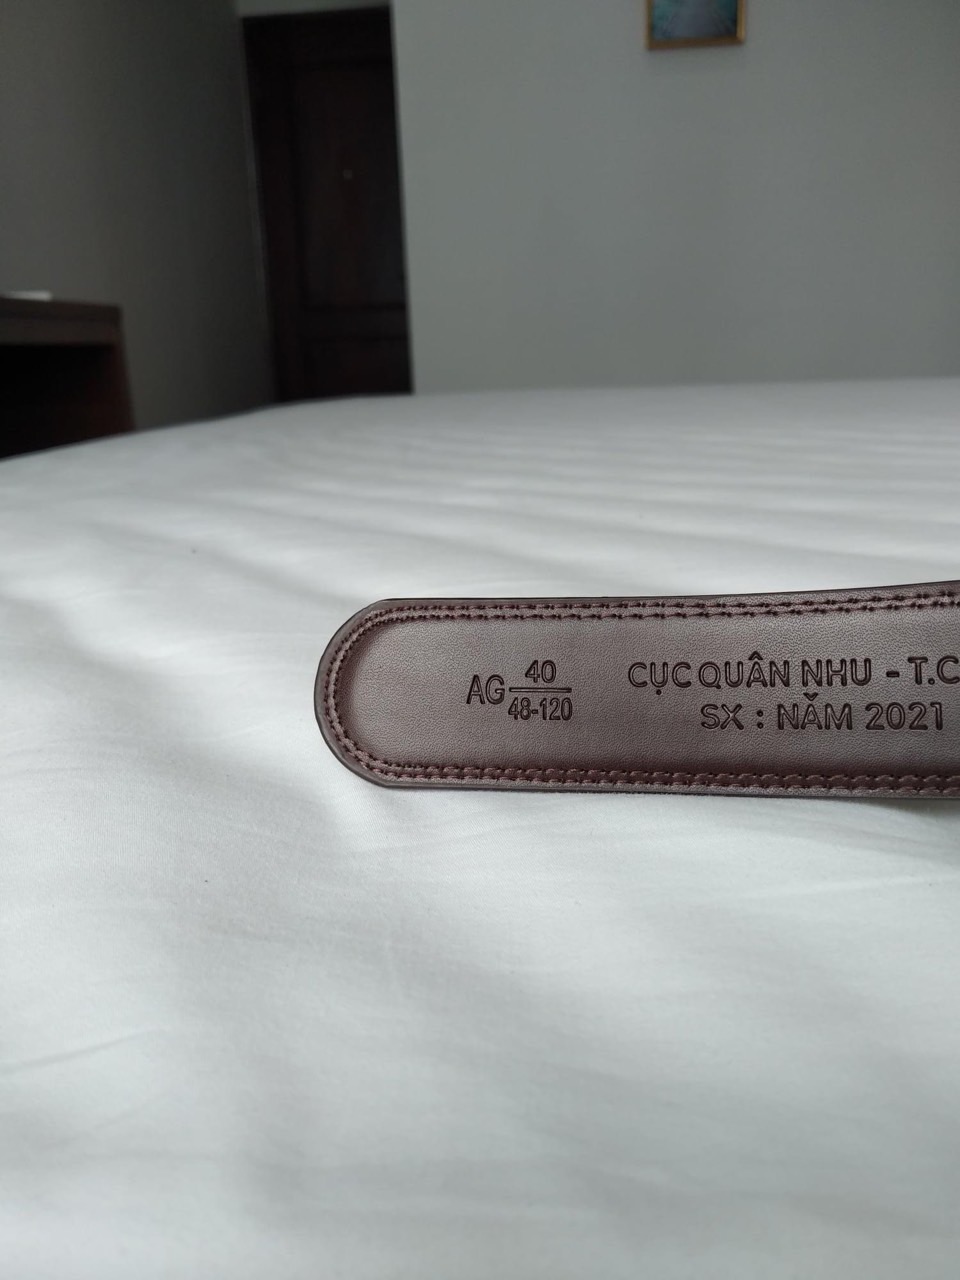 AG 40
48-120
CỤC QUÂN NHU - T.C
SX : NĂM 2021